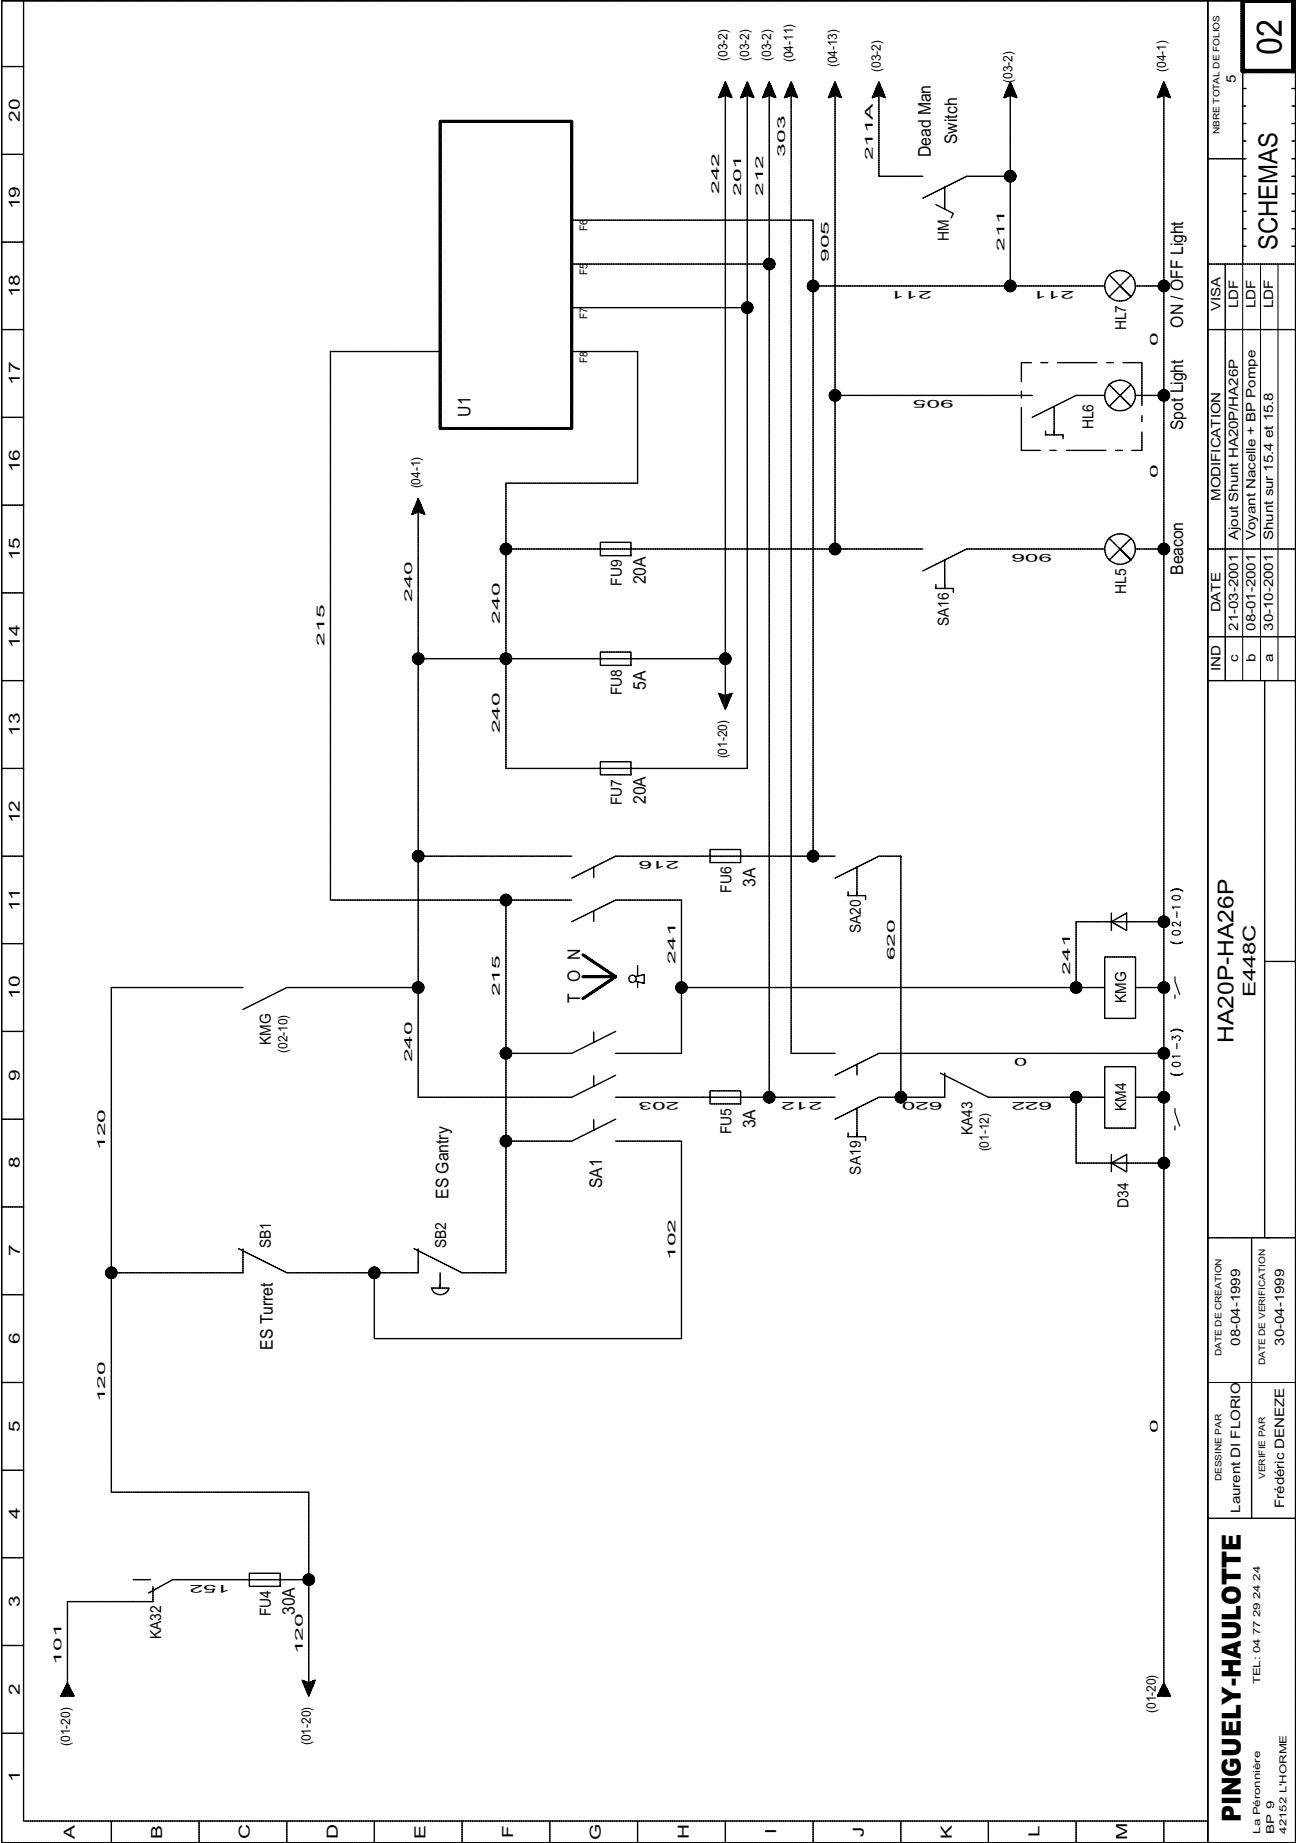 1 2 3 4 5 6 7 8 9 10 11 12 13 14 15 16 17 18 19 20
A
B
C
D
E
F
G
H
I
J
K
L
M
(01-20)
101
KA32
152
FU4
30A
120
(01-20)
120
120
ES Turret
SB1
SB2
ES Gantry
102
KMG
(02-10)
240
240
(04-1)
215
215
U1
F8
F7
F5
F6
SA1
T O N
241
203
216
FU5
3A
FU6
3A
FU7
20A
FU8
5A
FU9
20A
240
240
(01-20)
242
(03-2)
201
(03-2)
212
(03-2)
303
(04-11)
905
(04-13)
211A
(03-2)
Dead Man
Switch
HM
211
(03-2)
212
SA19
SA20
620
620
KA43
(01-12)
622
0
D34
KM4
(01-3)
241
KMG
(02-10)
SA16
906
HL5
Beacon
905
HL6
Spot Light
211
211
HL7
ON / OFF Light
(01-20)
0
0
0
(04-1)
PINGUELY-HAULOTTE
La Péronnière
BP 9
42152 L'HORME
TEL: 04 77 29 24 24
DESSINE PAR
Laurent DI FLORIO
VERIFIE PAR
Frédéric DENEZE
DATE DE CREATION
08-04-1999
DATE DE VERIFICATION
30-04-1999
HA20P-HA26P
E448C
IND DATE MODIFICATION VISA
c 21-03-2001 Ajout Shunt HA20P/HA26P LDF
b 08-01-2001 Voyant Nacelle + BP Pompe LDF
a 30-10-2001 Shunt sur 15.4 et 15.8 LDF
NBRE TOTAL DE FOLIOS
5
SCHEMAS
02